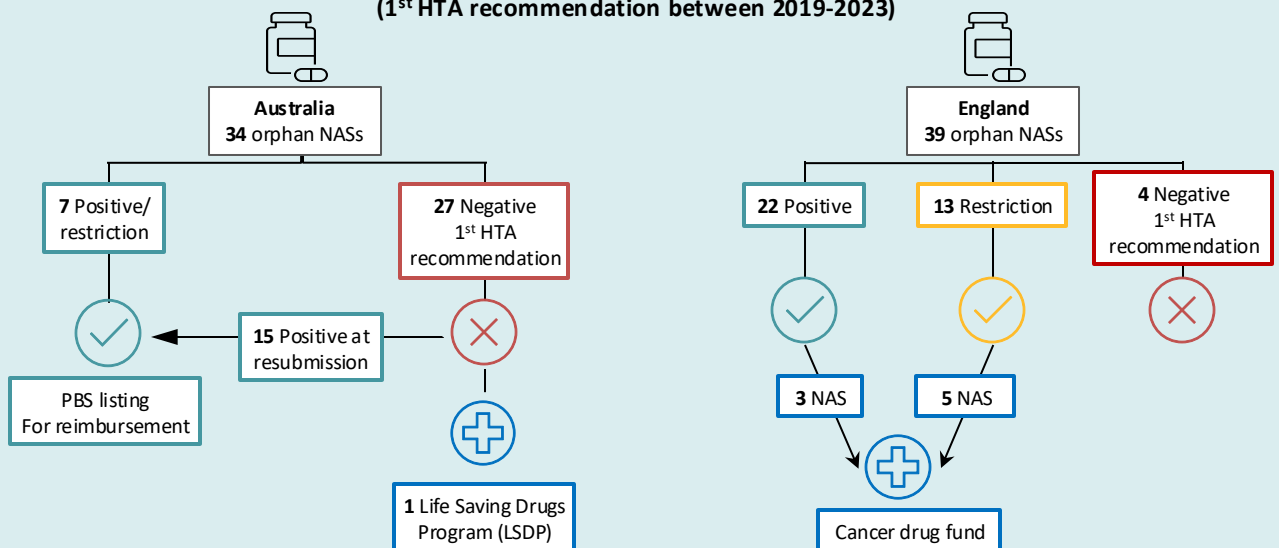 (1st HTA recommendation between 2019-2023)
Australia
34 orphan NASs
England
39 orphan NASs
7 Positive/
restriction
27 Negative
1st HTA
recommendation
22 Positive
13 Restriction
4 Negative
1st HTA
recommendation
15 Positive at
resubmission
PBS listing
For reimbursement
3 NAS
5 NAS
1 Life Saving Drugs
Program (LSDP)
Cancer drug fund